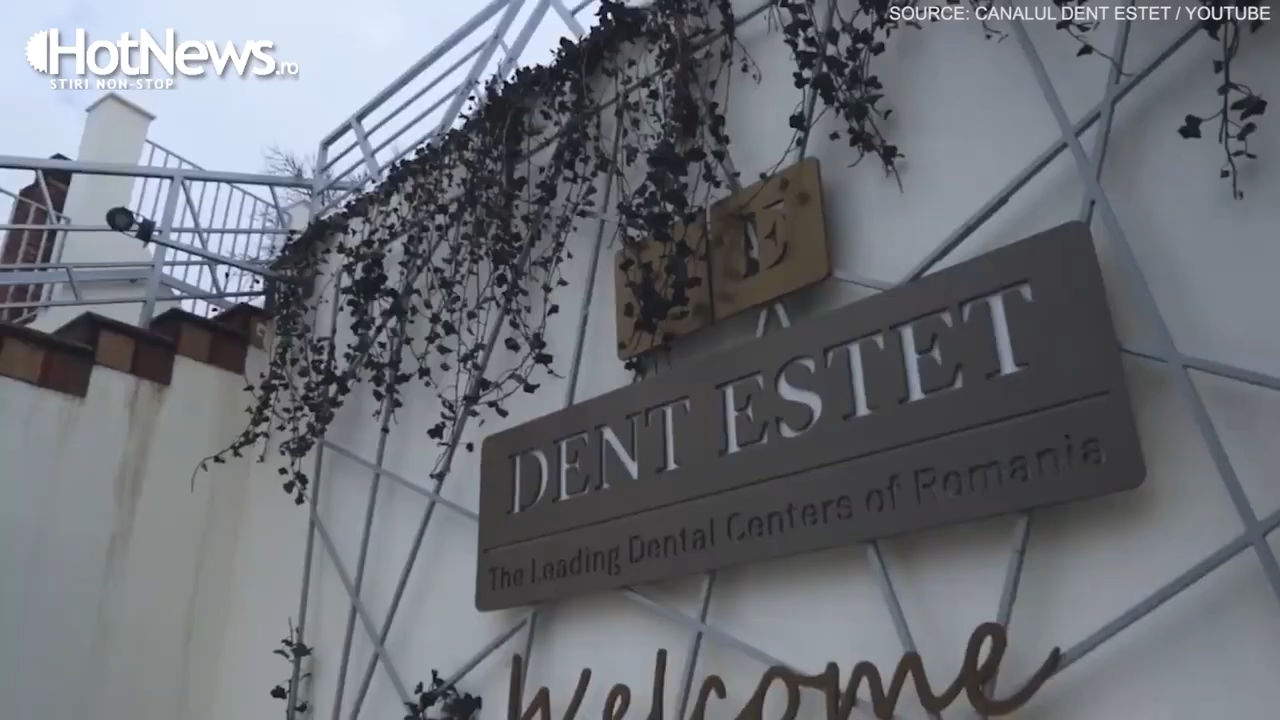 SOURCE: CANALUL DENT ESTET / YOUTUBE
HotNews.ro
STIRI NON-STOP
E
DENT ESTET
The Leading Dental Centers of Romania
Welcome